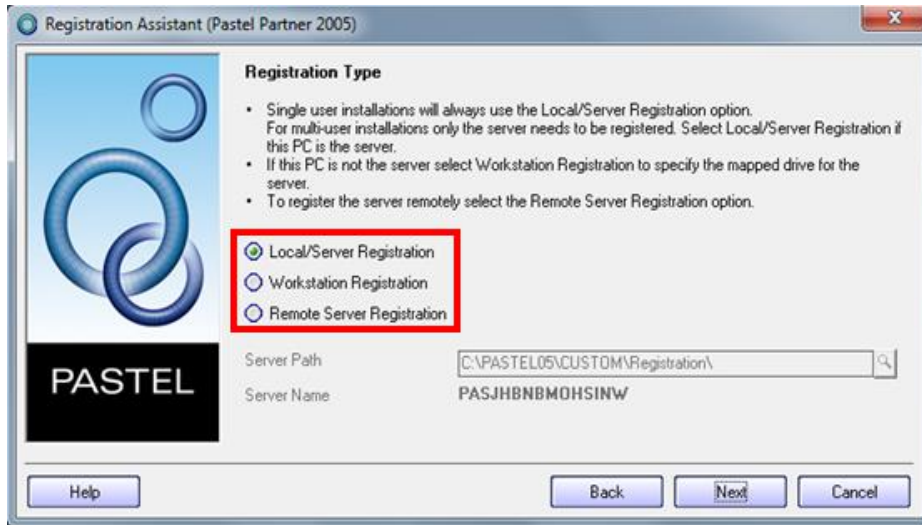 Registration Assistant (Pastel Partner 2005)
Registration Type
• Single user installations will always use the Local/Server Registration option.
For multi-user installations only the server needs to be registered. Select Local/Server Registration if
this PC is the server.
• If this PC is not the server select Workstation Registration to specify the mapped drive for the
server.
• To register the server remotely select the Remote Server Registration option.
Local/Server Registration
Workstation Registration
Remote Server Registration
Server Path C:\PASTEL05\CUSTOM\Registration\
Server Name PASJHBNBMOHSINW
PASTEL
Help Back Next Cancel